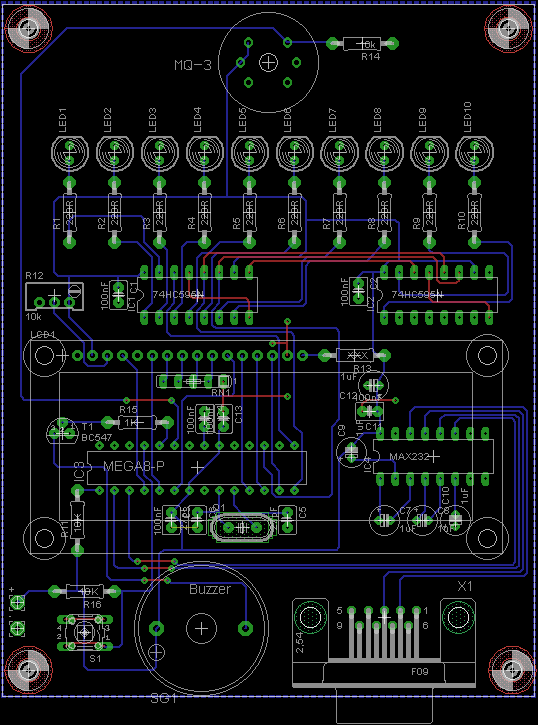 MQ-3
10k
R14
LED1 LED2 LED3 LED4 LED5 LED6 LED7 LED8 LED9 LED10
R1 R2 R3 R4 R5 R6 R7 R8 R9 R10
220R 220R 220R 220R 220R 220R 220R 220R 220R 220R
R12
10k
100nF
C1
IC1
74HC595N
100nF
C2
IC2
74HC595N
LCD1
R13
1uF
RN1
1
C12
100nF
R15
1K
T1
BC547
100nF
C13
1uF
C11
C9
IC4
MAX232
IC3
MEGA8-P
C10
1uF
R11
10K
100nF
C5
C7
1uF
C8
R16
Buzzer
S1
SG1
X1
5 1
9 6
2,54
F09